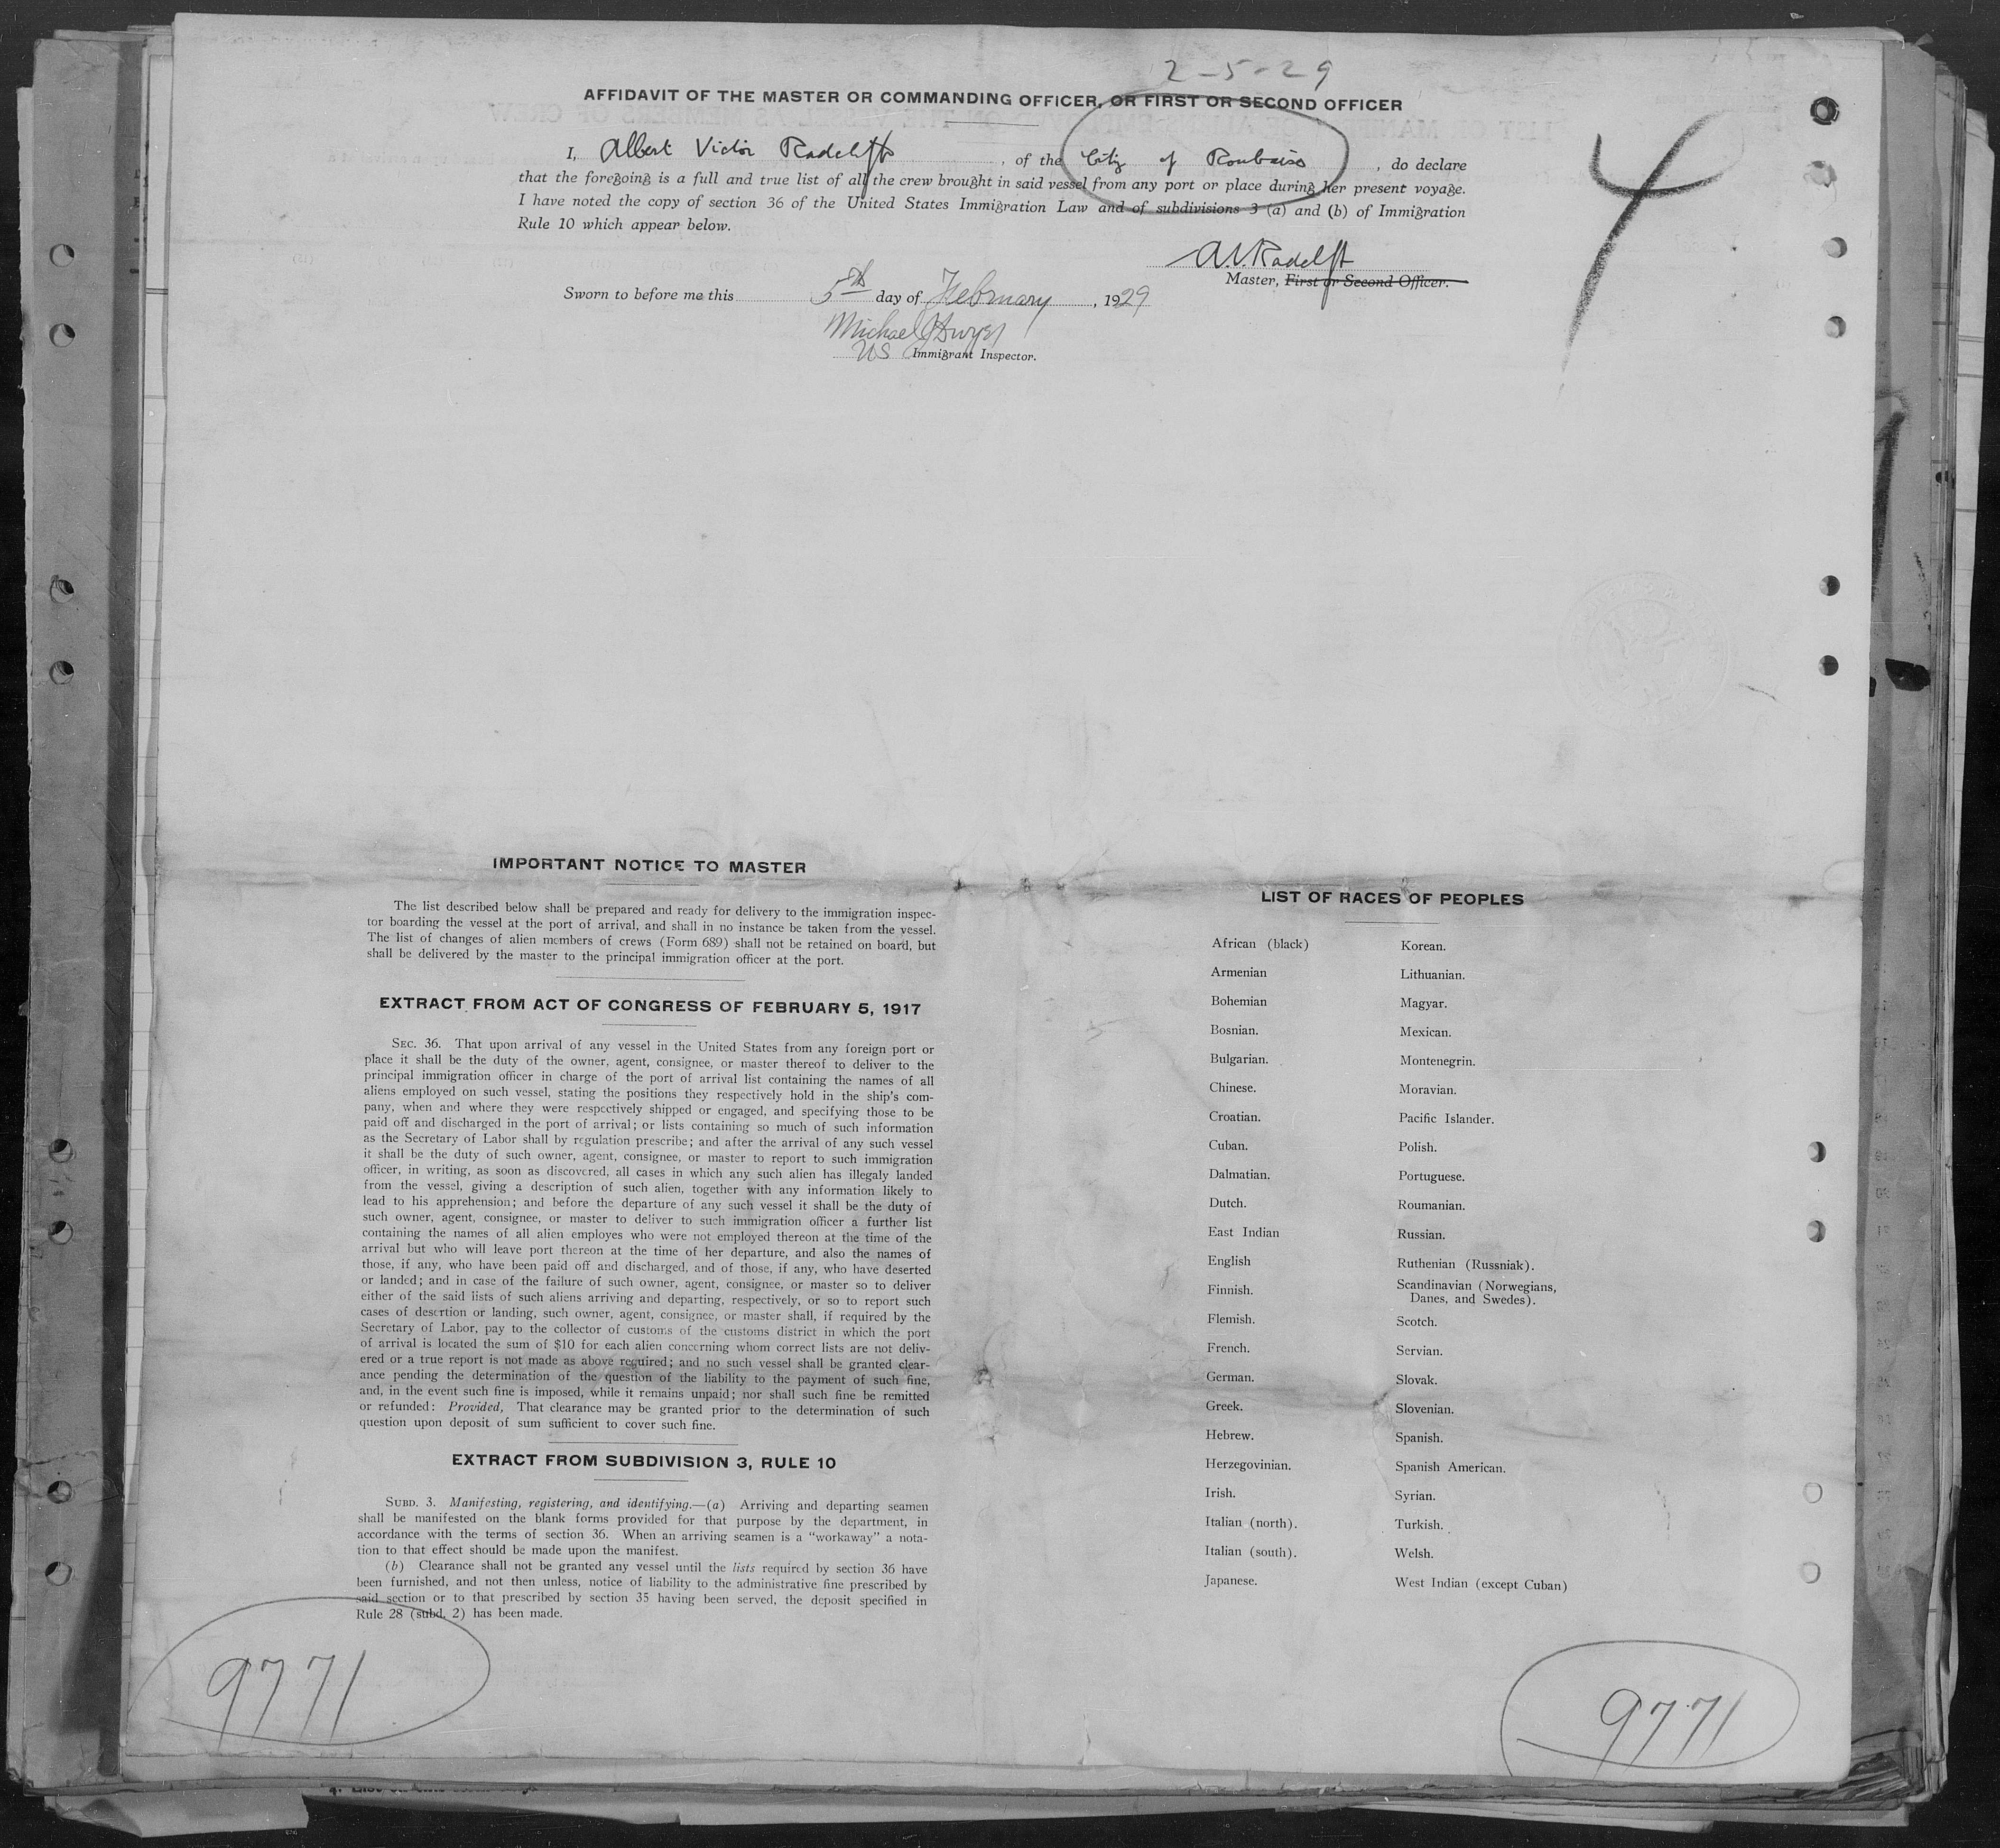 2-5-29
AFFIDAVIT OF THE MASTER OR COMMANDING OFFICER, OR FIRST OR SECOND OFFICER
I, Albert Victor Radclift, of the City of Roubaix, do declare
that the foregoing is a full and true list of all the crew brought in said vessel from any port or place during her present voyage.
I have noted the copy of section 36 of the United States Immigration Law and of subdivisions 3 (a) and (b) of Immigration
Rule 10 which appear below.
4
A.V. Radclift
Master, First or Second Officer.
Sworn to before me this 5th day of February, 1929
Michael Dwyer
US Immigrant Inspector.
IMPORTANT NOTICE TO MASTER
The list described below shall be prepared and ready for delivery to the immigration inspec-
tor boarding the vessel at the port of arrival, and shall in no instance be taken from the vessel.
The list of changes of alien members of crews (Form 689) shall not be retained on board, but
shall be delivered by the master to the principal immigration officer at the port.
EXTRACT FROM ACT OF CONGRESS OF FEBRUARY 5, 1917
SEC. 36. That upon arrival of any vessel in the United States from any foreign port or
place it shall be the duty of the owner, agent, consignee, or master thereof to deliver to the
principal immigration officer in charge of the port of arrival list containing the names of all
aliens employed on such vessel, stating the positions they respectively hold in the ship's com-
pany, when and where they were respectively shipped or engaged, and specifying those to be
paid off and discharged in the port of arrival; or lists containing so much of such information
as the Secretary of Labor shall by regulation prescribe; and after the arrival of any such vessel
it shall be the duty of such owner, agent, consignee, or master to report to such immigration
officer, in writing, as soon as discovered, all cases in which any such alien has illegaly landed
from the vessel, giving a description of such alien, together with any information likely to
lead to his apprehension; and before the departure of any such vessel it shall be the duty of
such owner, agent, consignee, or master to deliver to such immigration officer a further list
containing the names of all alien employes who were not employed thereon at the time of the
arrival but who will leave port thereon at the time of her departure, and also the names of
those, if any, who have been paid off and discharged, and of those, if any, who have deserted
or landed; and in case of the failure of such owner, agent, consignee, or master so to deliver
either of the said lists of such aliens arriving and departing, respectively, or so to report such
cases of desertion or landing, such owner, agent, consignee, or master shall, if required by the
Secretary of Labor, pay to the collector of customs of the customs district in which the port
of arrival is located the sum of $10 for each alien concerning whom correct lists are not deliv-
ered or a true report is not made as above required; and no such vessel shall be granted clear-
ance pending the determination of the question of the liability to the payment of such fine,
and, in the event such fine is imposed, while it remains unpaid; nor shall such fine be remitted
or refunded: Provided, That clearance may be granted prior to the determination of such
question upon deposit of sum sufficient to cover such fine.
EXTRACT FROM SUBDIVISION 3, RULE 10
SUBD. 3. Manifesting, registering, and identifying.—(a) Arriving and departing seamen
shall be manifested on the blank forms provided for that purpose by the department, in
accordance with the terms of section 36. When an arriving seamen is a "workaway" a nota-
tion to that effect should be made upon the manifest.
(b) Clearance shall not be granted any vessel until the lists required by section 36 have
been furnished, and not then unless, notice of liability to the administrative fine prescribed by
said section or to that prescribed by section 35 having been served, the deposit specified in
Rule 28 (subd. 2) has been made.
9771
LIST OF RACES OF PEOPLES
African (black)
Armenian
Bohemian
Bosnian.
Bulgarian.
Chinese.
Croatian.
Cuban.
Dalmatian.
Dutch.
East Indian
English
Finnish.
Flemish.
French.
German.
Greek.
Hebrew.
Herzegovinian.
Irish.
Italian (north).
Italian (south).
Japanese.
Korean.
Lithuanian.
Magyar.
Mexican.
Montenegrin.
Moravian.
Pacific Islander.
Polish.
Portuguese.
Roumanian.
Russian.
Ruthenian (Russniak).
Scandinavian (Norwegians,
Danes, and Swedes).
Scotch.
Servian.
Slovak.
Slovenian.
Spanish.
Spanish American.
Syrian.
Turkish.
Welsh.
West Indian (except Cuban)
9771